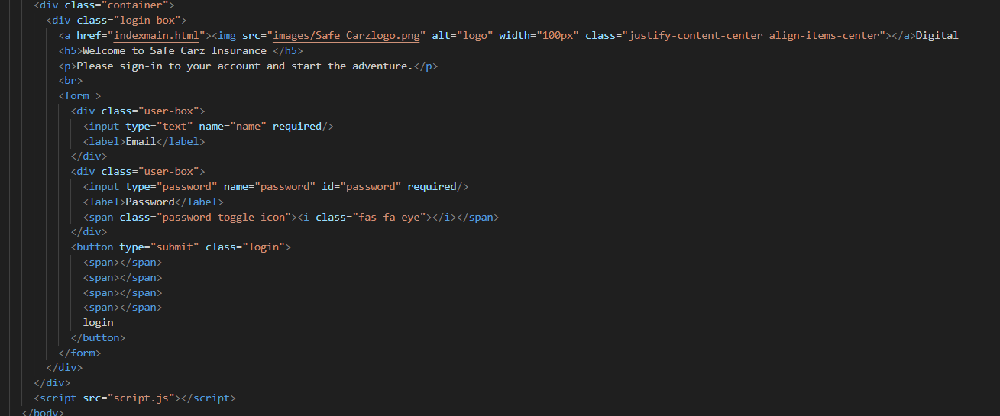 <div class="container">
<div class="login-box">
<a href="indexmain.html"><img src="images/Safe Carzlogo.png" alt="logo" width="100px" class="justify-content-center align-items-center"></a>Digital
<h5>Welcome to Safe Carz Insurance </h5>
<p>Please sign-in to your account and start the adventure.</p>
<br>
<form >
<div class="user-box">
<input type="text" name="name" required/>
<label>Email</label>
</div>
<div class="user-box">
<input type="password" name="password" id="password" required/>
<label>Password</label>
<span class="password-toggle-icon"><i class="fas fa-eye"></i></span>
</div>
<button type="submit" class="login">
<span></span>
<span></span>
<span></span>
<span></span>
login
</button>
</form>
</div>
</div>
<script src="script.js"></script>
</body>